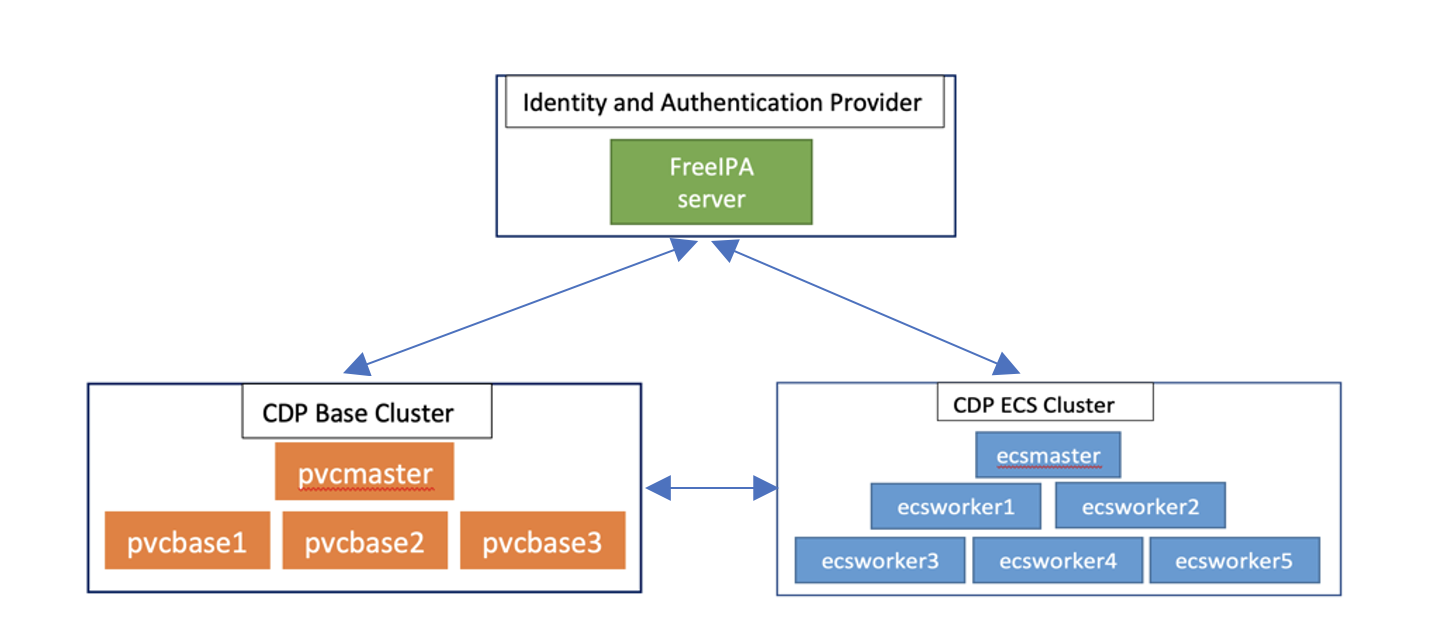 Identity and Authentication Provider
FreeIPA
server
CDP Base Cluster
pvcmaster
pvcbase1 pvcbase2 pvcbase3
CDP ECS Cluster
ecsmaster
ecsworker1 ecsworker2
ecsworker3 ecsworker4 ecsworker5